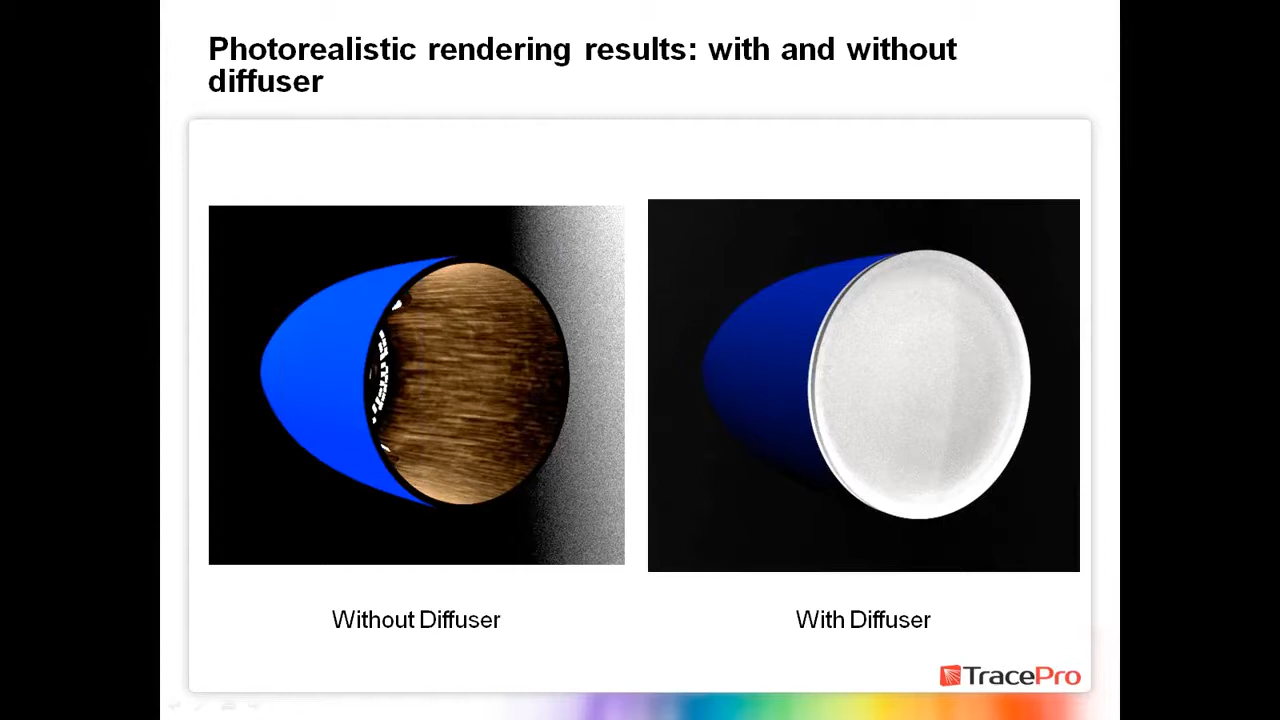 Photorealistic rendering results: with and without
diffuser
Without Diffuser
With Diffuser
TracePro